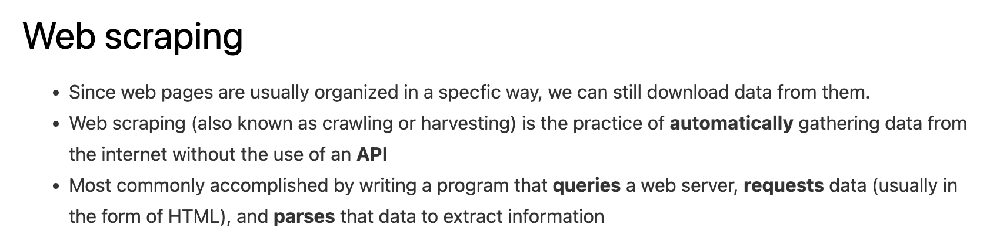 Web scraping
• Since web pages are usually organized in a specfic way, we can still download data from them.
• Web scraping (also known as crawling or harvesting) is the practice of automatically gathering data from
the internet without the use of an API
• Most commonly accomplished by writing a program that queries a web server, requests data (usually in
the form of HTML), and parses that data to extract information